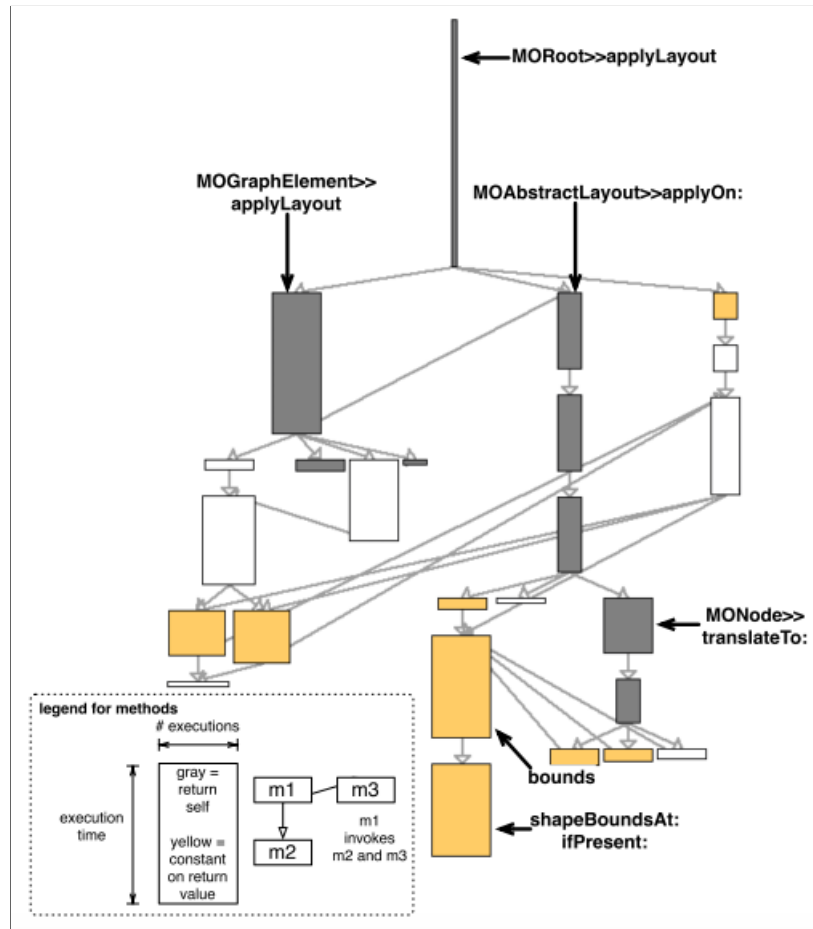 MORoot>>applyLayout
MOGraphElement>>
applyLayout
MOAbstractLayout>>applyOn:
MONode>>
translateTo:
bounds
shapeBoundsAt:
ifPresent:
legend for methods
# executions
execution
time
gray =
return
self
yellow =
constant
on return
value
m1
m3
m2
m1
invokes
m2 and m3